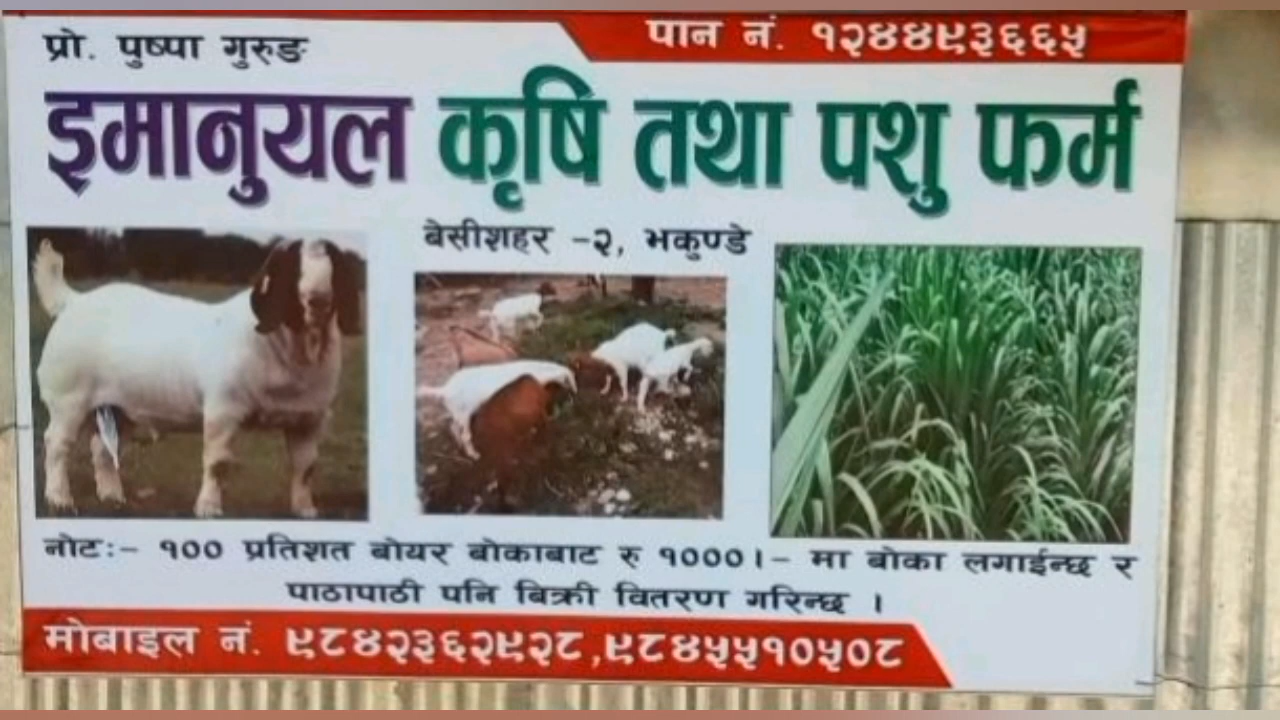 प्रो. पुष्पा गुरुङ
पान नं. १२४४९३६६५
इमानुयल कृषि तथा पशु फर्म
बेसीशहर -२, भकुण्डे
नोट:- १०० प्रतिशत बोयर बोकाबाट रु १०००।- मा बोका लगाईन्छ र
पाठापाठी पनि बिक्री वितरण गरिन्छ ।
मोबाइल नं. ९८४२३६२९२८,९८४५५१०५०८